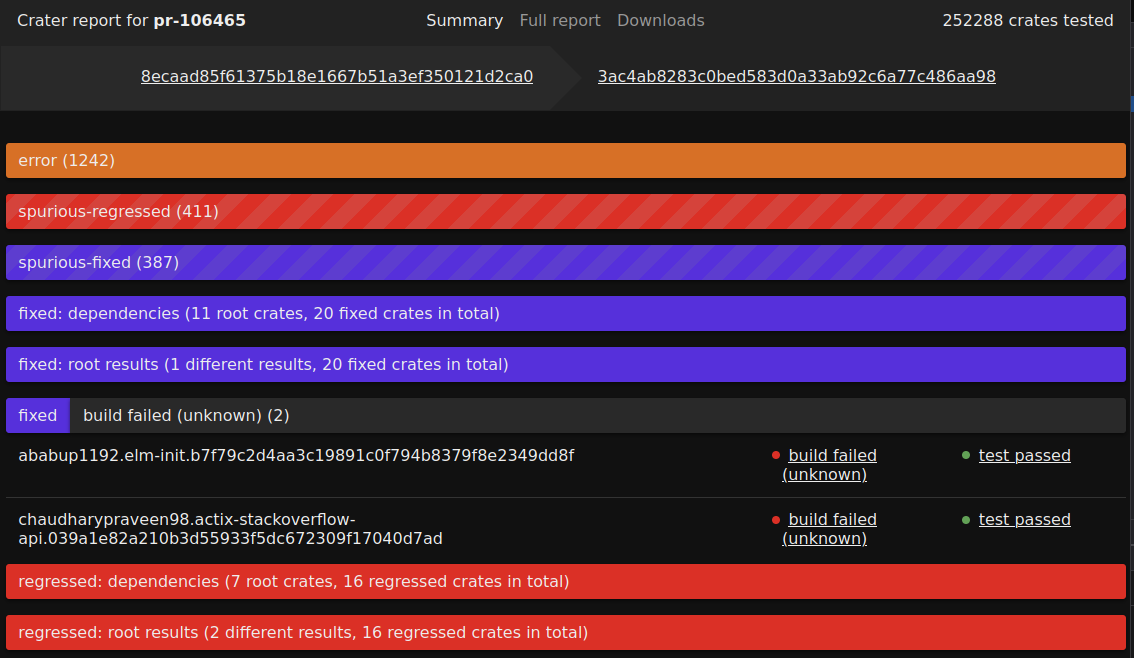 Crater report for pr-106465 Summary Full report Downloads 252288 crates tested
8ecaad85f61375b18e1667b51a3ef350121d2ca0 3ac4ab8283c0bed583d0a33ab92c6a77c486aa98
error (1242)
spurious-regressed (411)
spurious-fixed (387)
fixed: dependencies (11 root crates, 20 fixed crates in total)
fixed: root results (1 different results, 20 fixed crates in total)
fixed build failed (unknown) (2)
ababup1192.elm-init.b7f79c2d4aa3c19891c0f794b8379f8e2349dd8f build failed test passed
(unknown)
chaudharypraveen98.actix-stackoverflow- build failed test passed
api.039a1e82a210b3d55933f5dc672309f17040d7ad (unknown)
regressed: dependencies (7 root crates, 16 regressed crates in total)
regressed: root results (2 different results, 16 regressed crates in total)